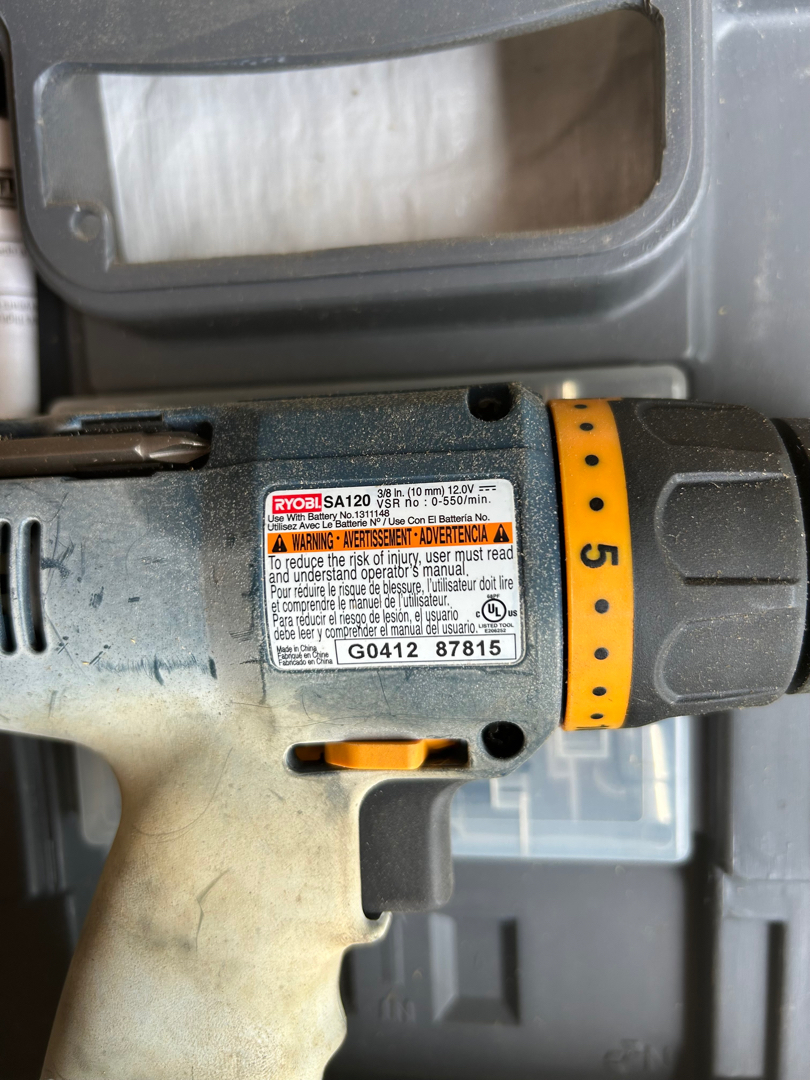 RYOBI SA120 3/8 In. (10 mm) 12.0V
VSR no : 0-550/min.
Use With Battery No.1311148
Utilisez Avec Le Batterie Nº / Use Con El Batería No.
WARNING · AVERTISSEMENT · ADVERTENCIA
To reduce the risk of injury, user must read
and understand operator's manual.
Pour réduire le risque de blessure, l'utilisateur doit lire
et comprendre le manuel de l'utilisateur.
Para reducir el riesgo de lesión, el usuario
debe leer y comprender el manual del usuario.
68PF
C UL US
LISTED TOOL
E206252
Made in China
Fabriqué en Chine
Fabricado en China
G0412 87815
5